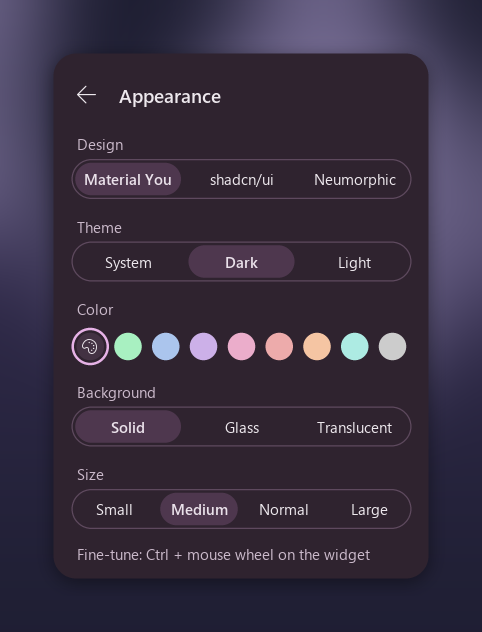 Appearance
Design
Material You shadcn/ui Neumorphic
Theme
System Dark Light
Color
Background
Solid Glass Translucent
Size
Small Medium Normal Large
Fine-tune: Ctrl + mouse wheel on the widget